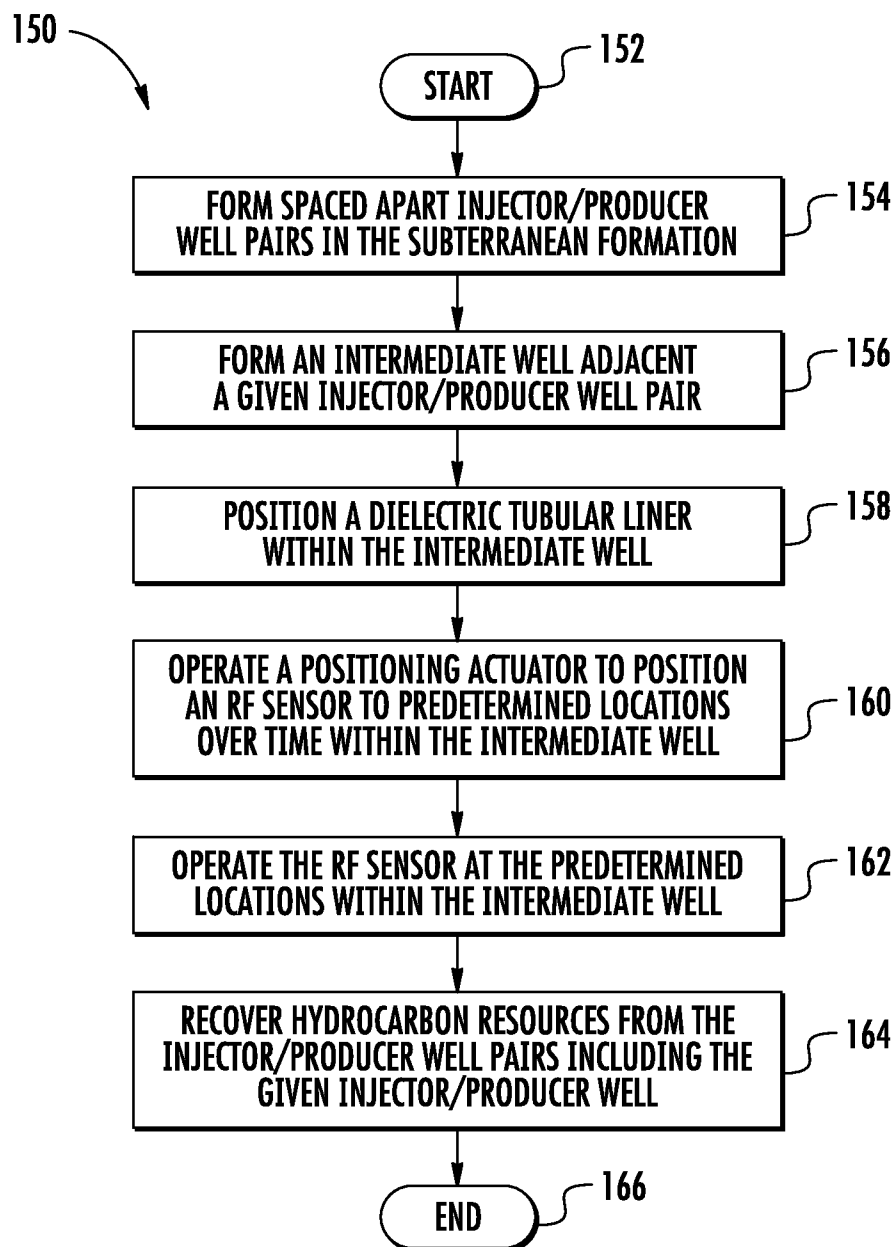 150
START
152
FORM SPACED APART INJECTOR/PRODUCER
WELL PAIRS IN THE SUBTERRANEAN FORMATION
154
FORM AN INTERMEDIATE WELL ADJACENT
A GIVEN INJECTOR/PRODUCER WELL PAIR
156
POSITION A DIELECTRIC TUBULAR LINER
WITHIN THE INTERMEDIATE WELL
158
OPERATE A POSITIONING ACTUATOR TO POSITION
AN RF SENSOR TO PREDETERMINED LOCATIONS
OVER TIME WITHIN THE INTERMEDIATE WELL
160
OPERATE THE RF SENSOR AT THE PREDETERMINED
LOCATIONS WITHIN THE INTERMEDIATE WELL
162
RECOVER HYDROCARBON RESOURCES FROM THE
INJECTOR/PRODUCER WELL PAIRS INCLUDING THE
GIVEN INJECTOR/PRODUCER WELL
164
END
166